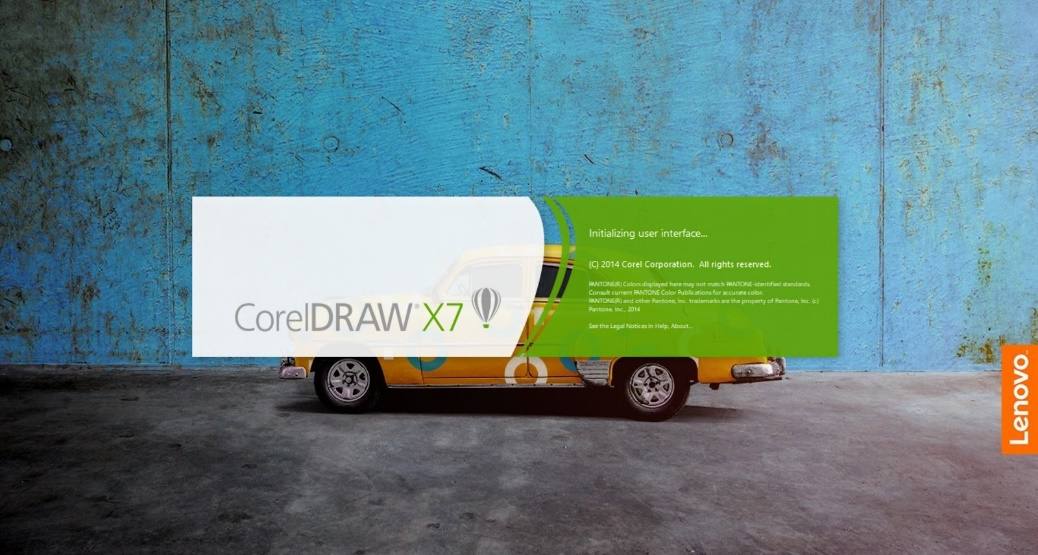 Initializing user interface...
(C) 2014 Corel Corporation.  All rights reserved.
PANTONE(R) Colors displayed here may not match PANTONE-identified standards.
Consult current PANTONE Color Publications for accurate color.
PANTONE(R) and other Pantone, Inc. trademarks are the property of Pantone, Inc. (c)
Pantone, Inc., 2014
See the Legal Notices in Help, About...
CorelDRAW® X7
Lenovo